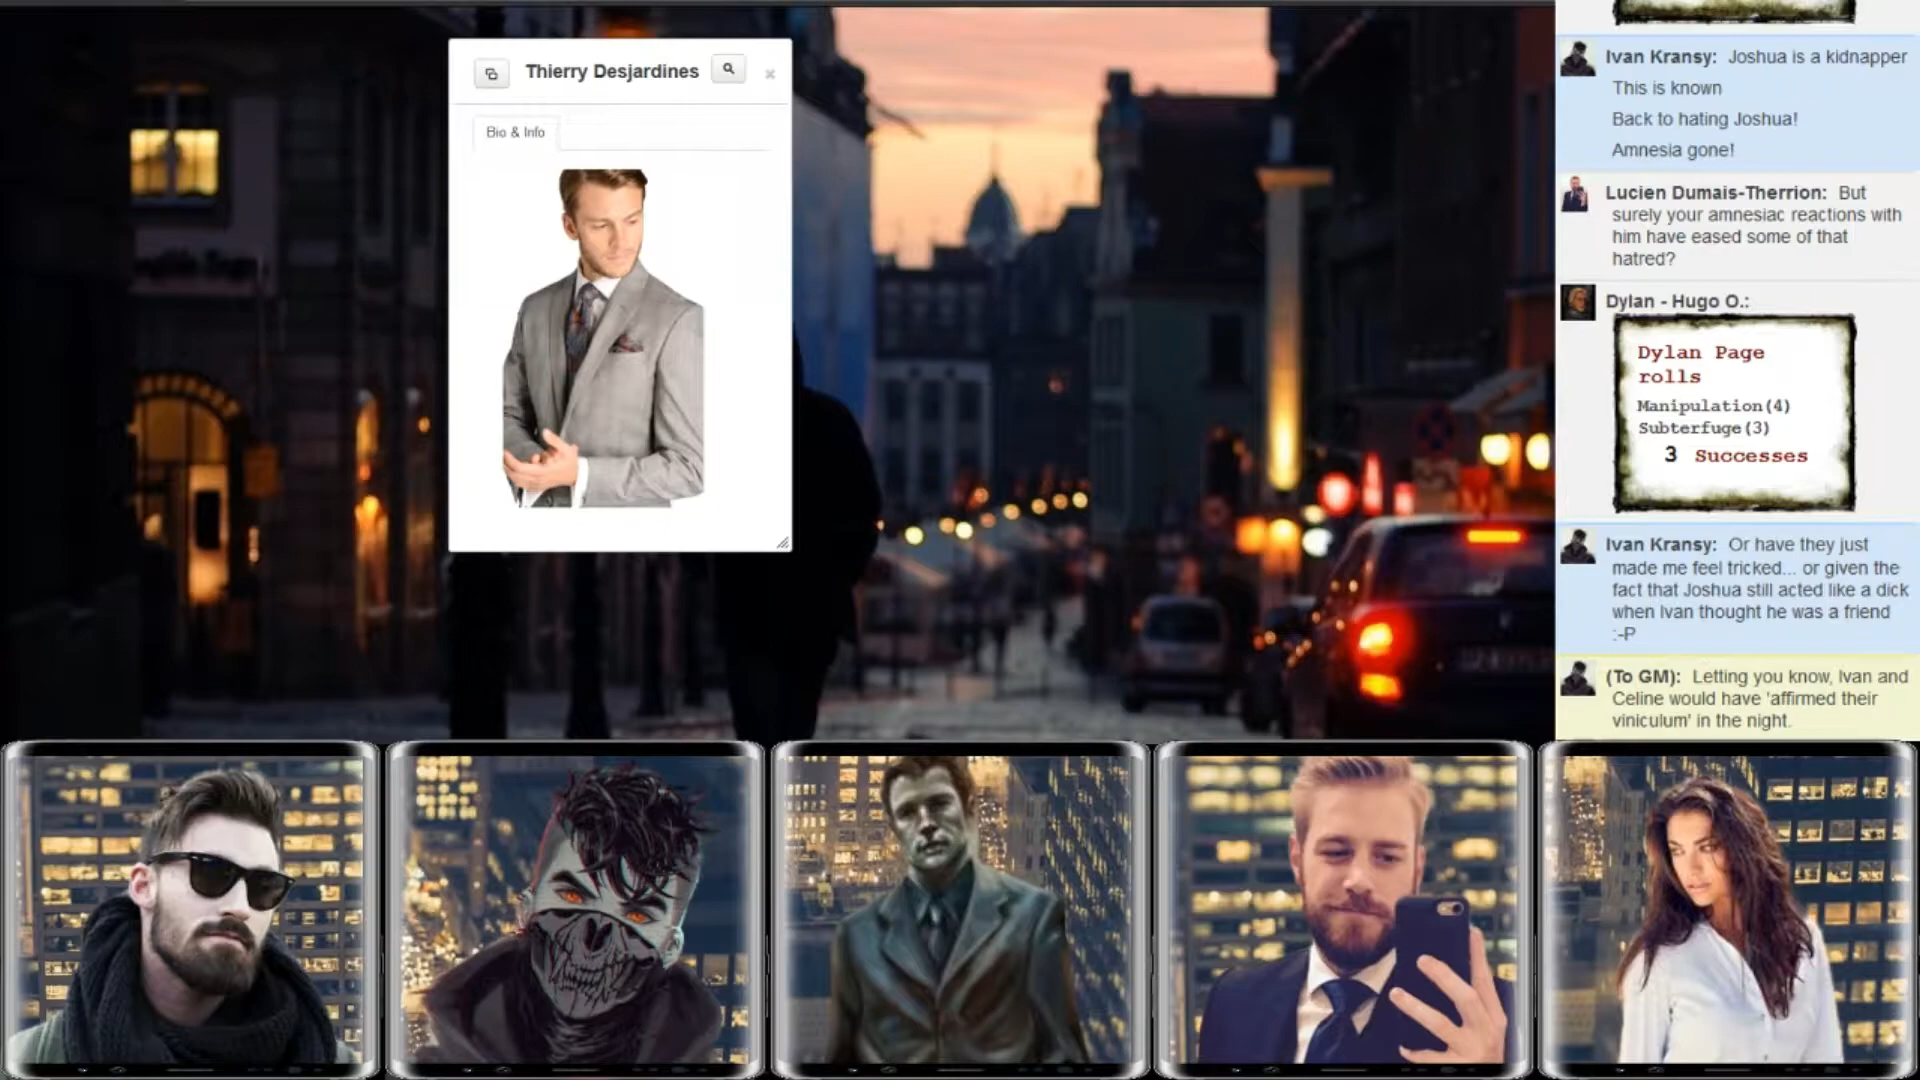 Thierry Desjardines
Bio & Info
Ivan Kransy: Joshua is a kidnapper
This is known
Back to hating Joshua!
Amnesia gone!
Lucien Dumais-Therrion: But
surely your amnesiac reactions with
him have eased some of that
hatred?
Dylan - Hugo O.:
Dylan Page
rolls
Manipulation(4)
Subterfuge(3)
3 Successes
Ivan Kransy: Or have they just
made me feel tricked... or given the
fact that Joshua still acted like a dick
when Ivan thought he was a friend
:-P
(To GM): Letting you know, Ivan and
Celine would have 'affirmed their
viniculum' in the night.